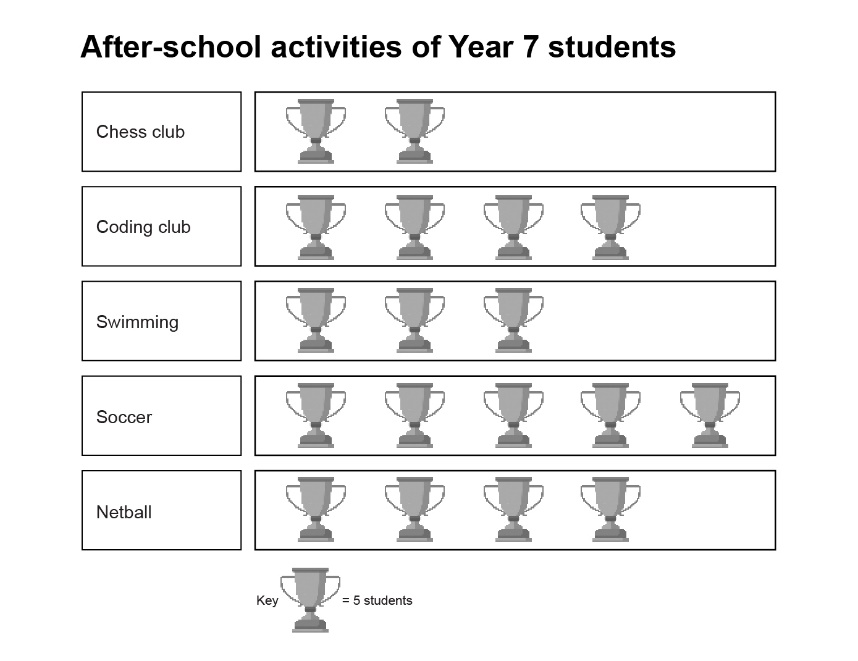 After-school activities of Year 7 students
Chess club
Coding club
Swimming
Soccer
Netball
Key = 5 students